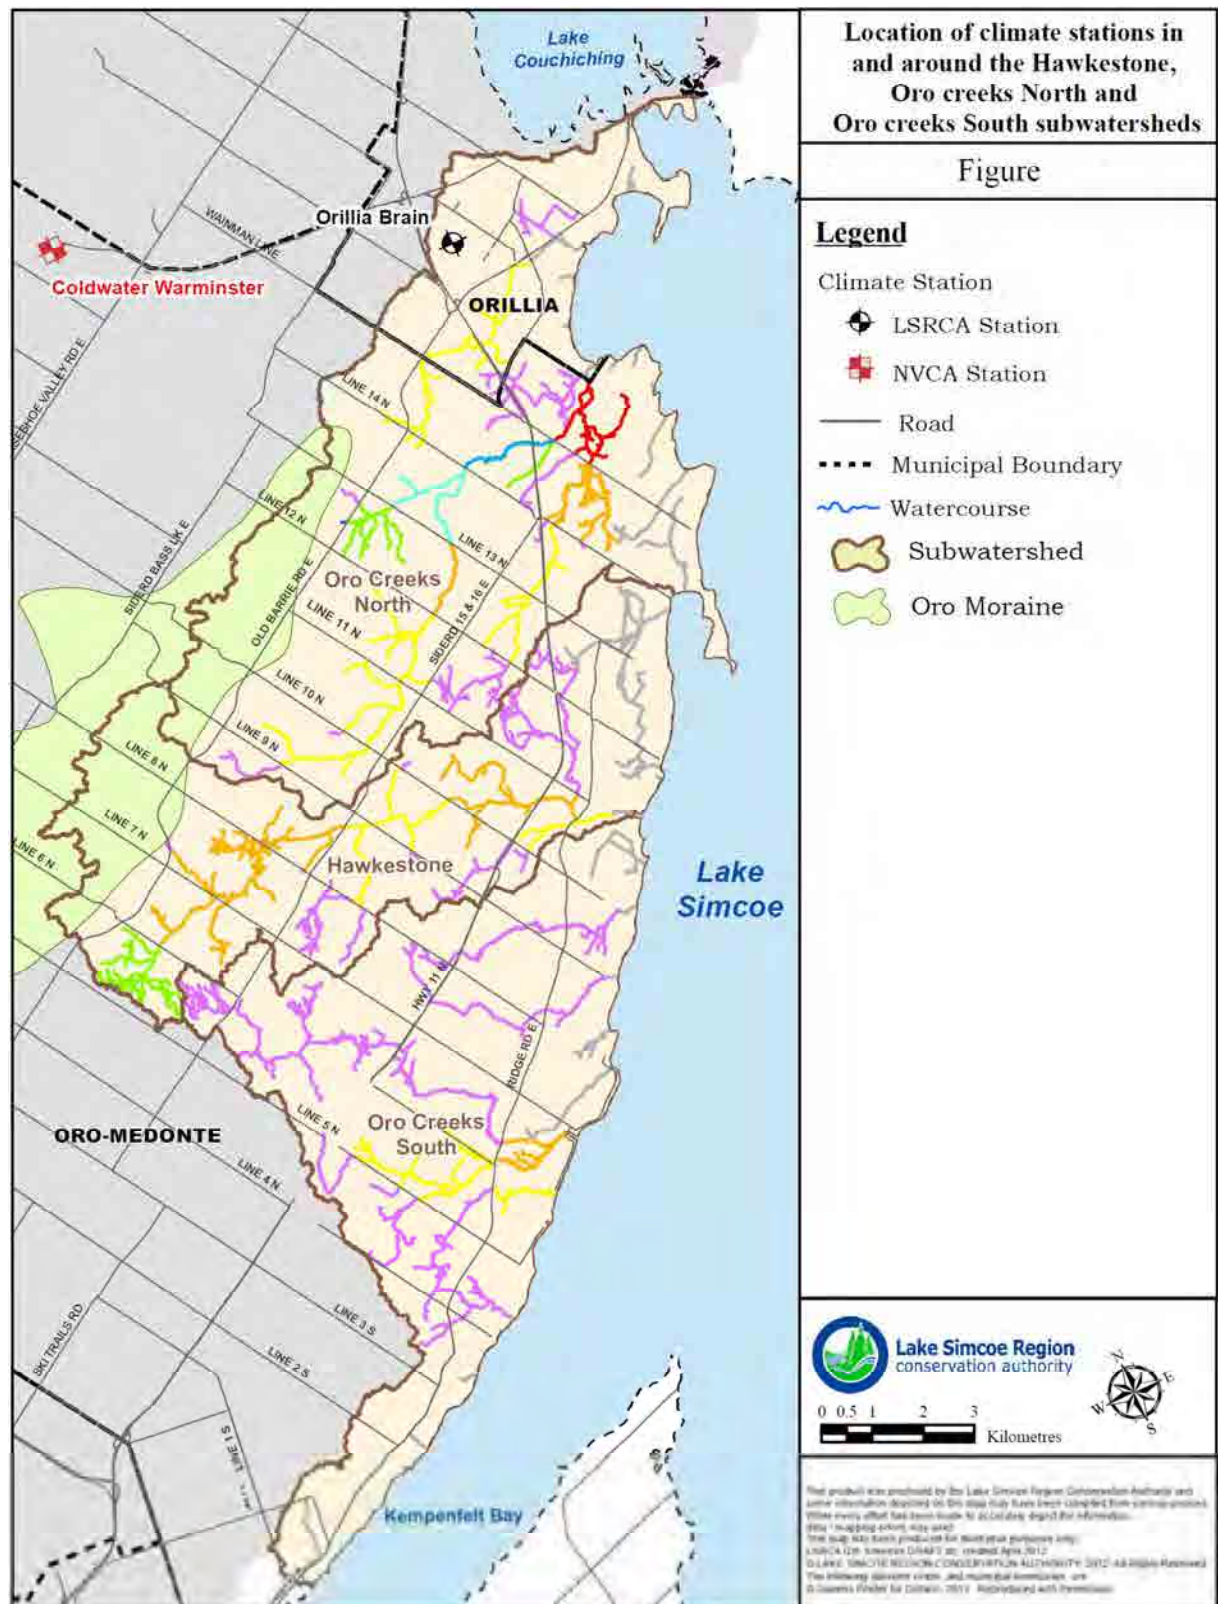 Location of climate stations in
and around the Hawkestone,
Oro creeks North and
Oro creeks South subwatersheds
Figure
Legend
Climate Station
LSRCA Station
NVCA Station
Road
Municipal Boundary
Watercourse
Subwatershed
Oro Moraine
Lake
Couchiching
Orillia Brain
WAINMAN LINE
Coldwater Warminster
ORILLIA
LINE 14 N
LINE 12 N
LINE 13 N
SIDERD BASS LK E
OLD BARRIE RD E
Oro Creeks
North
SIDERD 15 & 16 E
LINE 11 N
LINE 10 N
LINE 9 N
LINE 8 N
LINE 7 N
LINE 6 N
Hawkestone
Lake
Simcoe
HWY 11 N
RIDGE RD E
Oro Creeks
South
LINE 5 N
ORO-MEDONTE
LINE 4 N
LINE 3 S
LINE 2 S
SKI TRAILS RD
LINE 1 S
Kempenfelt Bay
Lake Simcoe Region
conservation authority
N
E
W
S
0 0.5 1 2 3
Kilometres